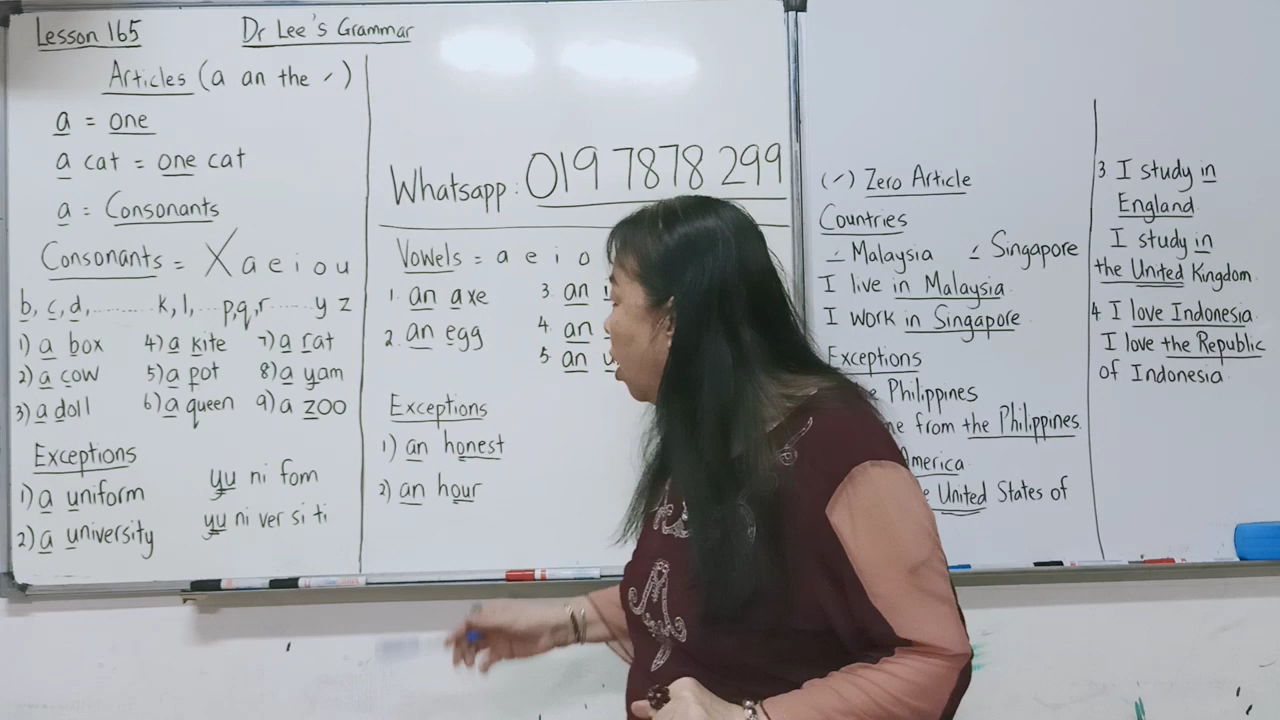 Lesson 165
Dr Lee's Grammar
Articles (a an the ✓)
a = one
a cat = one cat
a = Consonants
Consonants = X a e i o u
b, c, d, ........... k, l, ... p,q,r ...... y z
1) a box 4) a kite 7) a rat
2) a cow 5) a pot 8) a yam
3) a doll 6) a queen 9) a zoo
Exceptions
1) a uniform yu ni fom
2) a university yu ni ver si ti
Whatsapp: 019 7878 299
Vowels = a e i o
1. an axe 3. an
2. an egg 4. an
5. an u
Exceptions
1) an honest
2) an hour
(✓) Zero Article
Countries
✓ Malaysia ✓ Singapore
I live in Malaysia.
I work in Singapore
Exceptions
Philippines
from the Philippines.
America
United States of
3 I study in
England
I study in
the United Kingdom.
4 I love Indonesia.
I love the Republic
of Indonesia.